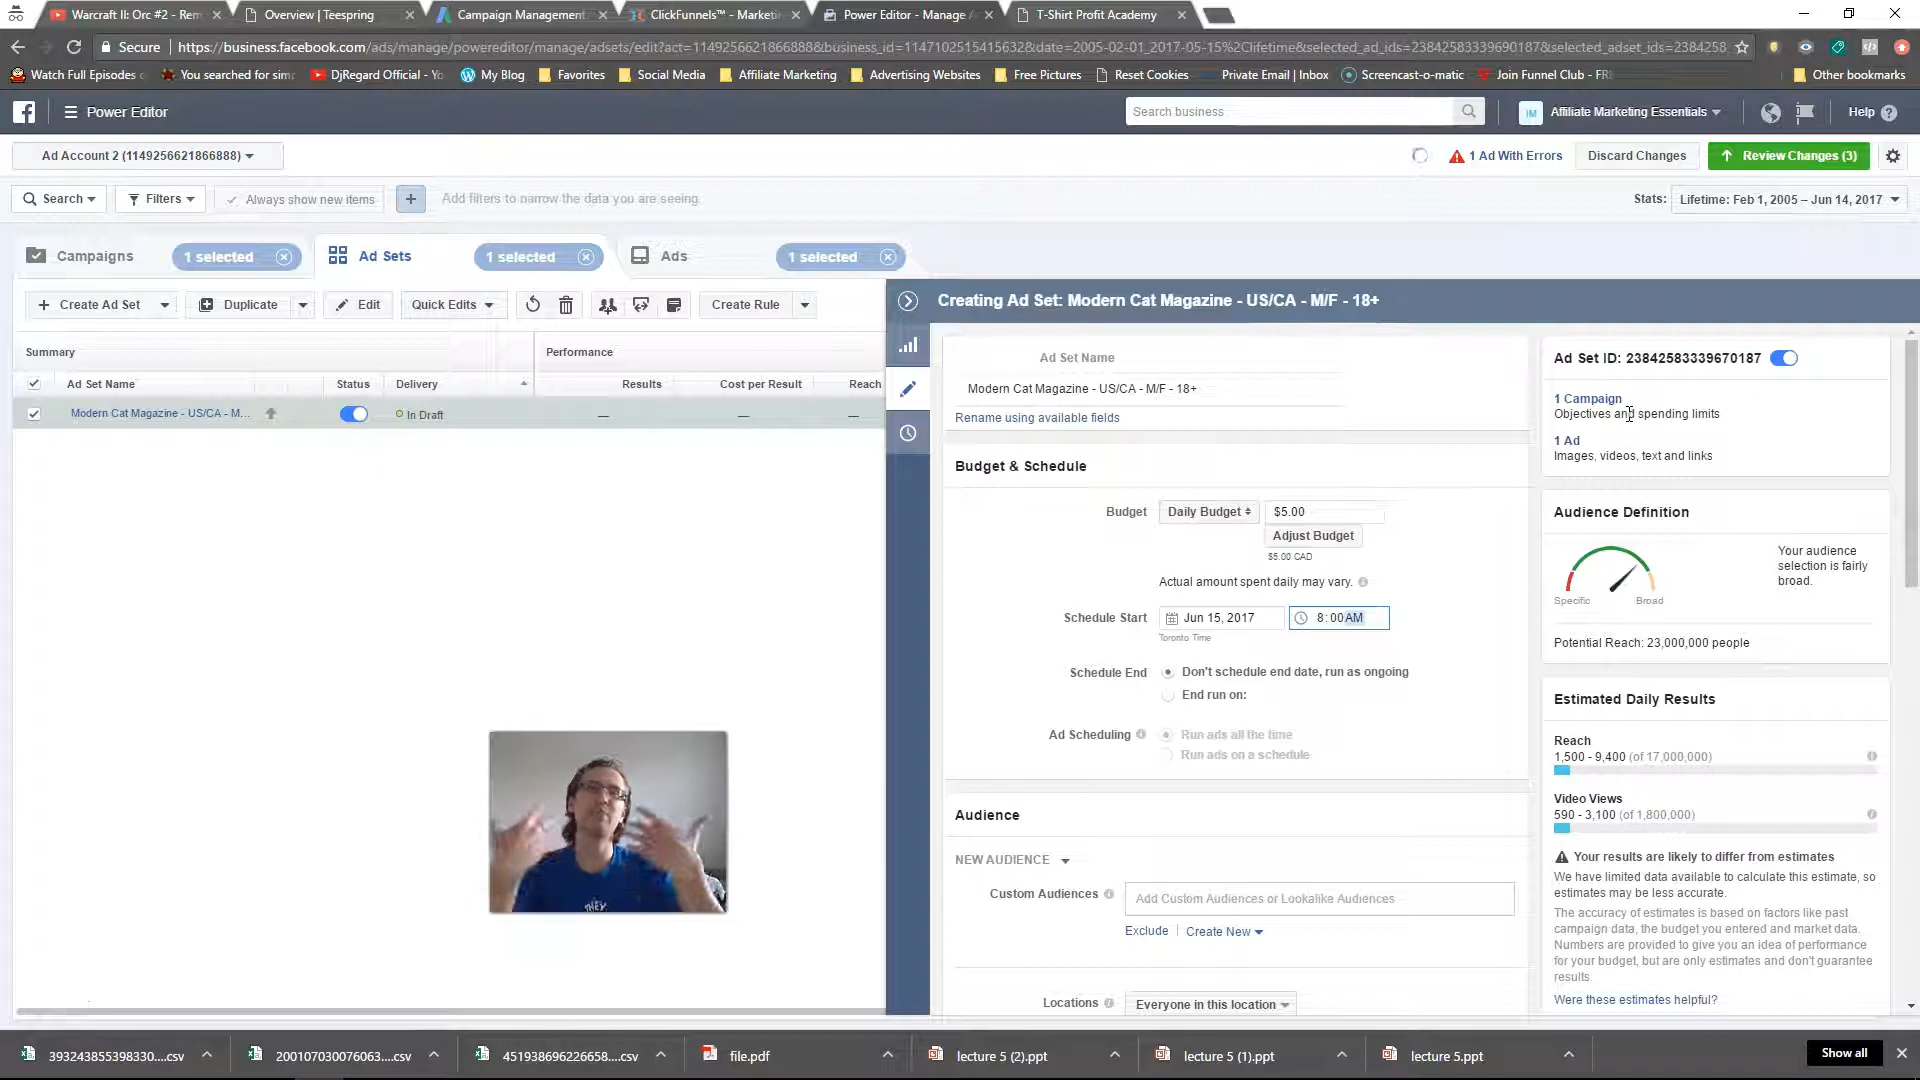 Warcraft II: Orc #2 - Rem
Overview | Teespring
Campaign Management
ClickFunnels™ - Marketi
Power Editor - Manage A
T-Shirt Profit Academy
Secure
https://business.facebook.com/ads/manage/powereditor/manage/adsets/edit?act=1149256621866888&business_id=1147102515415632&date=2005-02-01_2017-05-15%2Clifetime&selected_ad_ids=23842583339690187&selected_adset_ids=2384258
Watch Full Episodes
You searched for sim
DjRegard Official - Yo
My Blog
Favorites
Social Media
Affiliate Marketing
Advertising Websites
Free Pictures
Reset Cookies
Private Email | Inbox
Screencast-o-matic
Join Funnel Club - FR
Other bookmarks
Power Editor
Search business
IM
Affiliate Marketing Essentials
Help
Ad Account 2 (1149256621866888)
1 Ad With Errors
Discard Changes
Review Changes (3)
Search
Filters
Always show new items
Add filters to narrow the data you are seeing.
Stats:
Lifetime: Feb 1, 2005 – Jun 14, 2017
Campaigns
1 selected
Ad Sets
1 selected
Ads
1 selected
Create Ad Set
Duplicate
Edit
Quick Edits
Create Rule
Creating Ad Set: Modern Cat Magazine - US/CA - M/F - 18+
Summary
Performance
Ad Set Name
Status
Delivery
Results
Cost per Result
Reach
Modern Cat Magazine - US/CA - M...
In Draft
—
—
—
Ad Set Name
Modern Cat Magazine - US/CA - M/F - 18+
Rename using available fields
Budget & Schedule
Budget
Daily Budget
$5.00
Adjust Budget
$5.00 CAD
Actual amount spent daily may vary.
Schedule Start
Jun 15, 2017
8:00AM
Toronto Time
Schedule End
Don't schedule end date, run as ongoing
End run on:
Ad Scheduling
Run ads all the time
Run ads on a schedule
Audience
NEW AUDIENCE
Custom Audiences
Add Custom Audiences or Lookalike Audiences
Exclude
Create New
Locations
Everyone in this location
Ad Set ID: 23842583339670187
1 Campaign
Objectives and spending limits
1 Ad
Images, videos, text and links
Audience Definition
Your audience
selection is fairly
broad.
Specific
Broad
Potential Reach: 23,000,000 people
Estimated Daily Results
Reach
1,500 - 9,400 (of 17,000,000)
Video Views
590 - 3,100 (of 1,800,000)
Your results are likely to differ from estimates
We have limited data available to calculate this estimate, so
estimates may be less accurate.
The accuracy of estimates is based on factors like past
campaign data, the budget you entered and market data.
Numbers are provided to give you an idea of performance
for your budget, but are only estimates and don't guarantee
results.
Were these estimates helpful?
THEY
393243855398330....csv
200107030076063....csv
451938696226658....csv
file.pdf
lecture 5 (2).ppt
lecture 5 (1).ppt
lecture 5.ppt
Show all